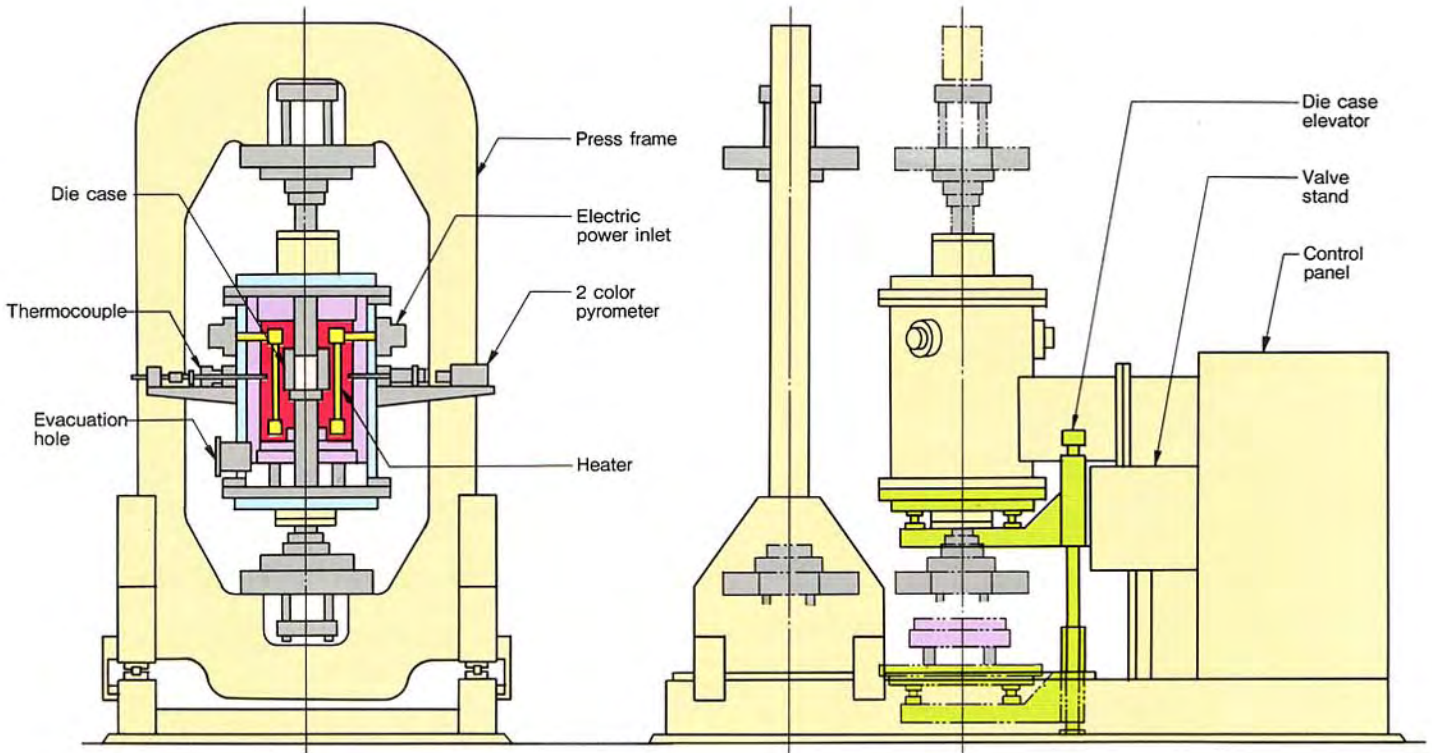 Press frame
Die case
Electric
power inlet
Thermocouple
2 color
pyrometer
Evacuation
hole
Heater
Die case
elevator
Valve
stand
Control
panel